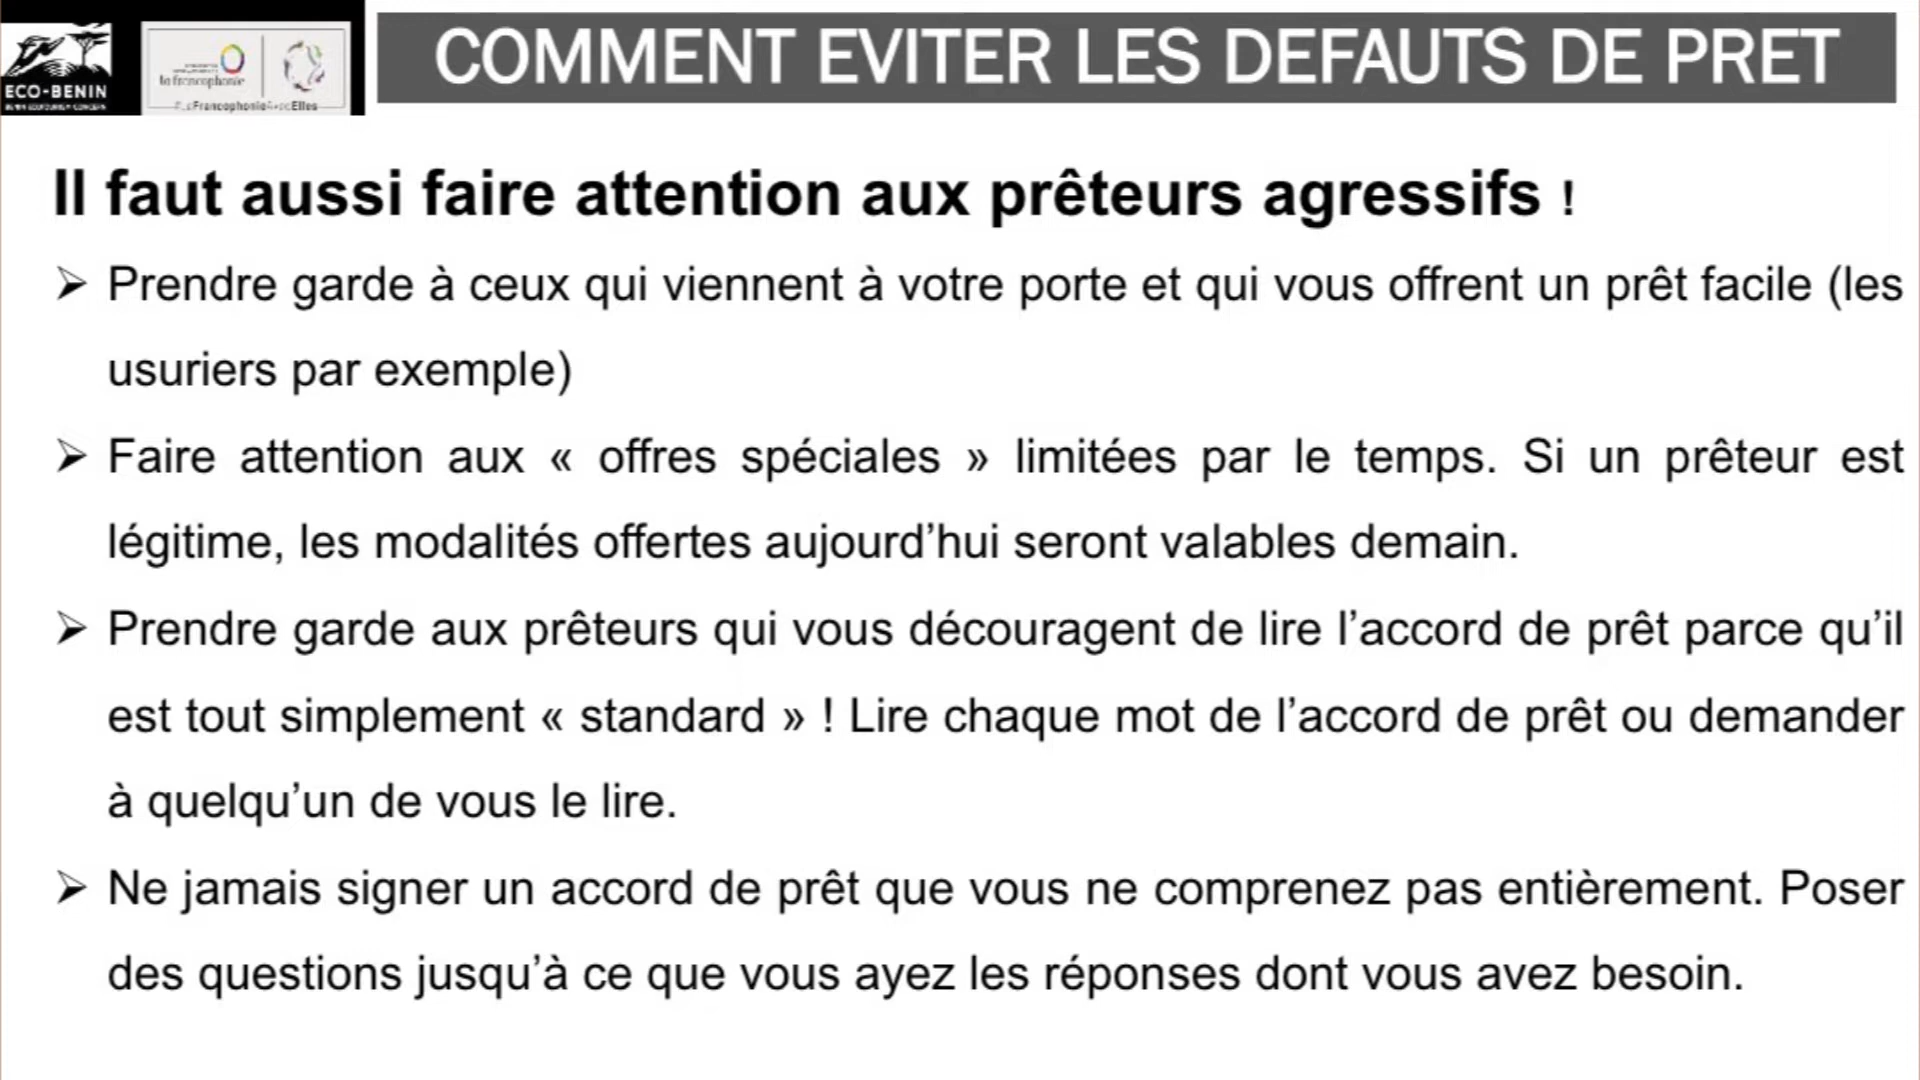 COMMENT EVITER LES DEFAUTS DE PRET
ECO-BENIN
BENIN ECOTOURISM CONCERN
la francophonie
FrancophonieAvecElles
Il faut aussi faire attention aux prêteurs agressifs !
➢ Prendre garde à ceux qui viennent à votre porte et qui vous offrent un prêt facile (les
usuriers par exemple)
➢ Faire attention aux « offres spéciales » limitées par le temps. Si un prêteur est
légitime, les modalités offertes aujourd’hui seront valables demain.
➢ Prendre garde aux prêteurs qui vous découragent de lire l’accord de prêt parce qu’il
est tout simplement « standard » ! Lire chaque mot de l’accord de prêt ou demander
à quelqu’un de vous le lire.
➢ Ne jamais signer un accord de prêt que vous ne comprenez pas entièrement. Poser
des questions jusqu’à ce que vous ayez les réponses dont vous avez besoin.